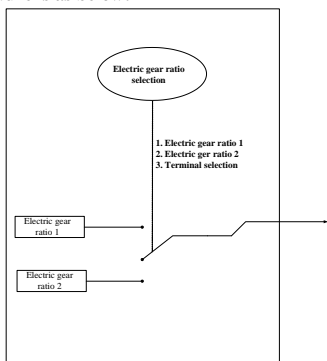 Electric gear ratio
selection
1. Electric gear ratio 1
2. Electric ger ratio 2
3. Terminal selection
Electric gear
ratio 1
Electric gear
ratio 2